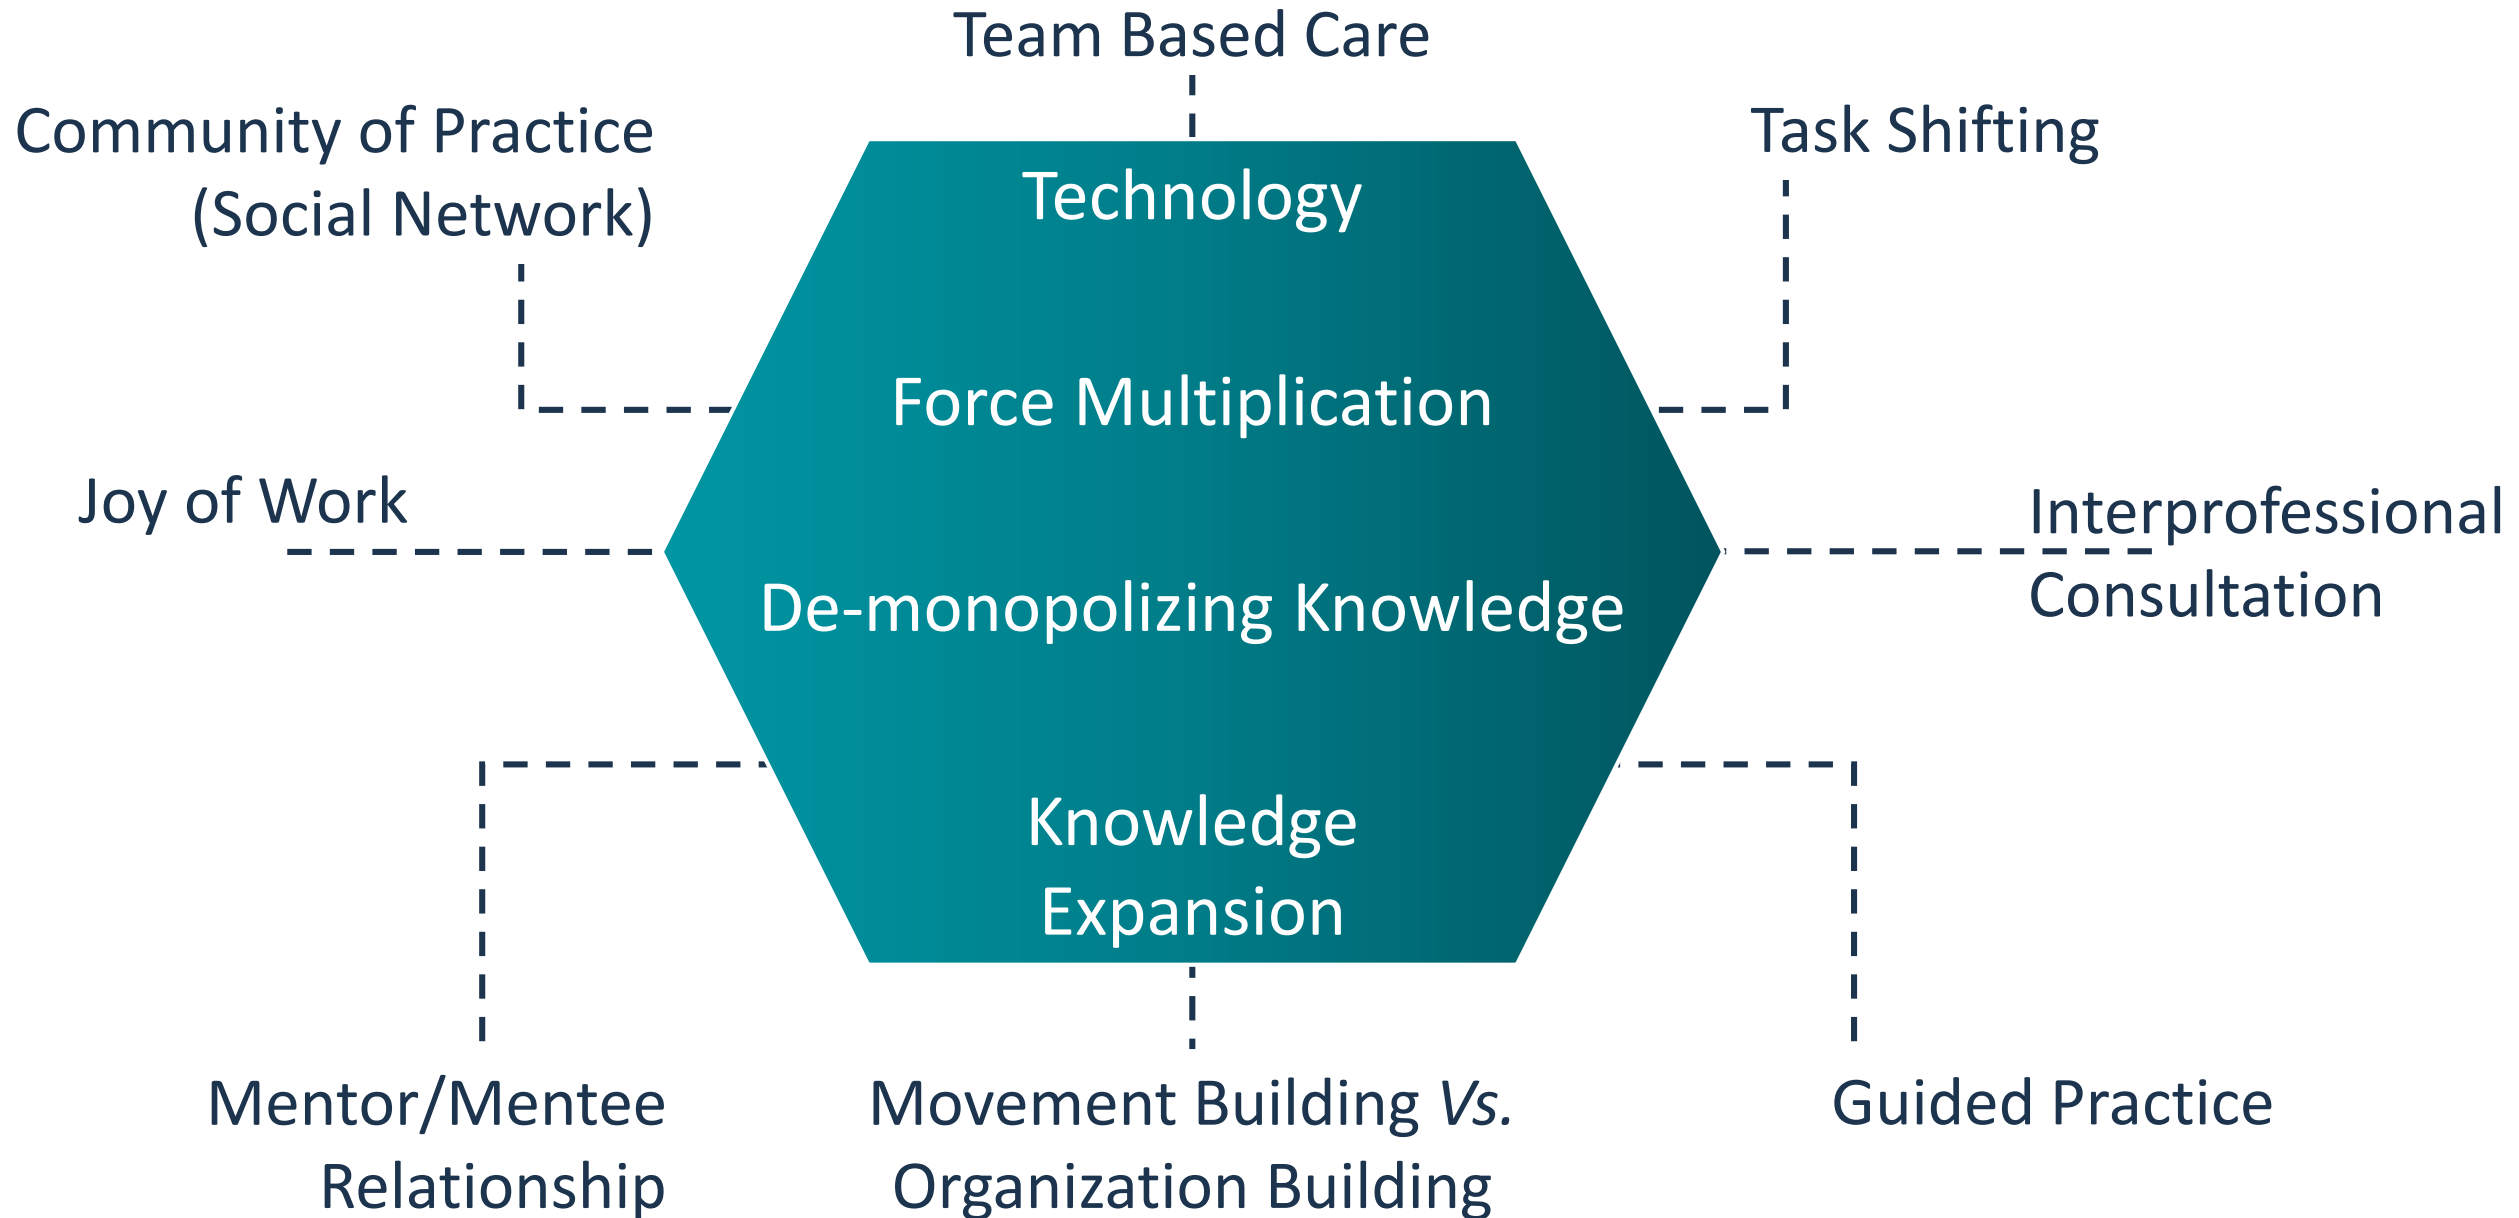 Team Based Care
Community of Practice
(Social Network)
Task Shifting
Technology
Force Multiplication
Joy of Work
Interprofessional
Consultation
De-monopolizing Knowledge
Knowledge
Expansion
Mentor/Mentee
Relationship
Movement Building Vs.
Organization Building
Guided Practice